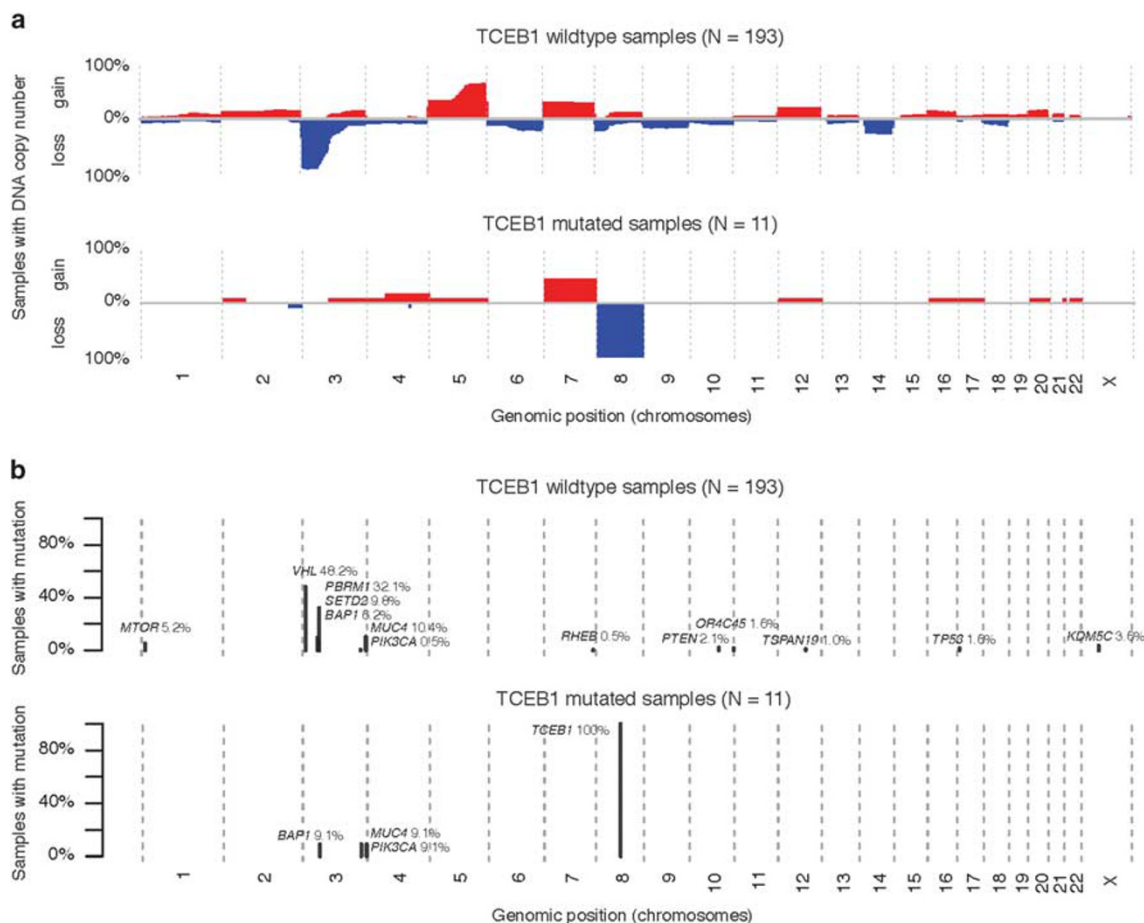 a
TCEB1 wildtype samples (N = 193)
Samples with DNA copy number
100%
gain
0%
loss
100%
TCEB1 mutated samples (N = 11)
100%
gain
0%
loss
100%
1 2 3 4 5 6 7 8 9 10 11 12 13 14 15 16 17 18 19 20 21 22 X
Genomic position (chromosomes)
b
TCEB1 wildtype samples (N = 193)
Samples with mutation
80%
40%
0%
MTOR 5.2%
VHL 48.2%
PBRM1 32.1%
SETD2 9.8%
BAP1 6.2%
MUC4 10.4%
PIK3CA 0.5%
RHEB 0.5%
OR4C45 1.6%
PTEN 2.1%
TSPAN19 1.0%
TP53 1.6%
KDM5C 3.6%
TCEB1 mutated samples (N = 11)
Samples with mutation
80%
40%
0%
TCEB1 100%
BAP1 9.1%
MUC4 9.1%
PIK3CA 9.1%
1 2 3 4 5 6 7 8 9 10 11 12 13 14 15 16 17 18 19 20 21 22 X
Genomic position (chromosomes)